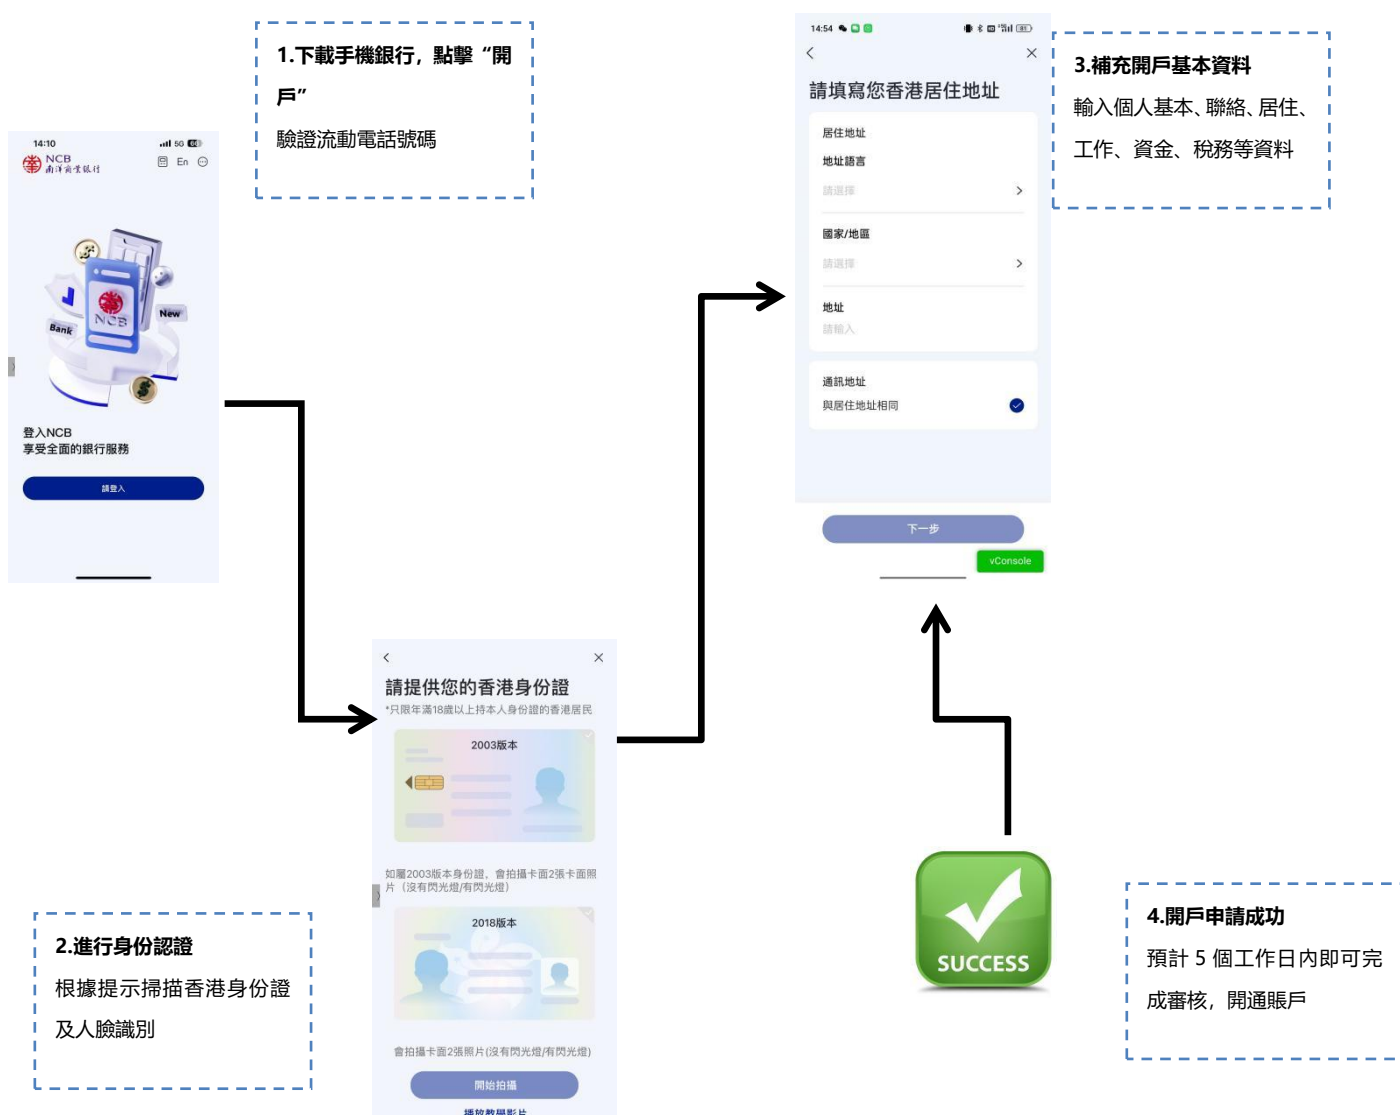 1.下載手機銀行，點擊“開
戶”
驗證流動電話號碼
14:10
5G
NCB
南洋商業銀行
En
NCB
New
Bank
登入NCB
享受全面的銀行服務
請登入
2.進行身份認證
根據提示掃描香港身份證
及人臉識別
請提供您的香港身份證
*只限年滿18歲以上持本人身份證的香港居民
2003版本
如屬2003版本身份證，會拍攝卡面2張卡面照
片（沒有閃光燈/有閃光燈）
2018版本
會拍攝卡面2張照片(沒有閃光燈/有閃光燈)
開始拍攝
播放教學影片
14:54
請填寫您香港居住地址
居住地址
地址語言
請選擇
國家/地區
請選擇
地址
請輸入
通訊地址
與居住地址相同
下一步
vConsole
3.補充開戶基本資料
輸入個人基本、聯絡、居住、
工作、資金、稅務等資料
SUCCESS
4.開戶申請成功
預計 5 個工作日內即可完
成審核，開通賬戶